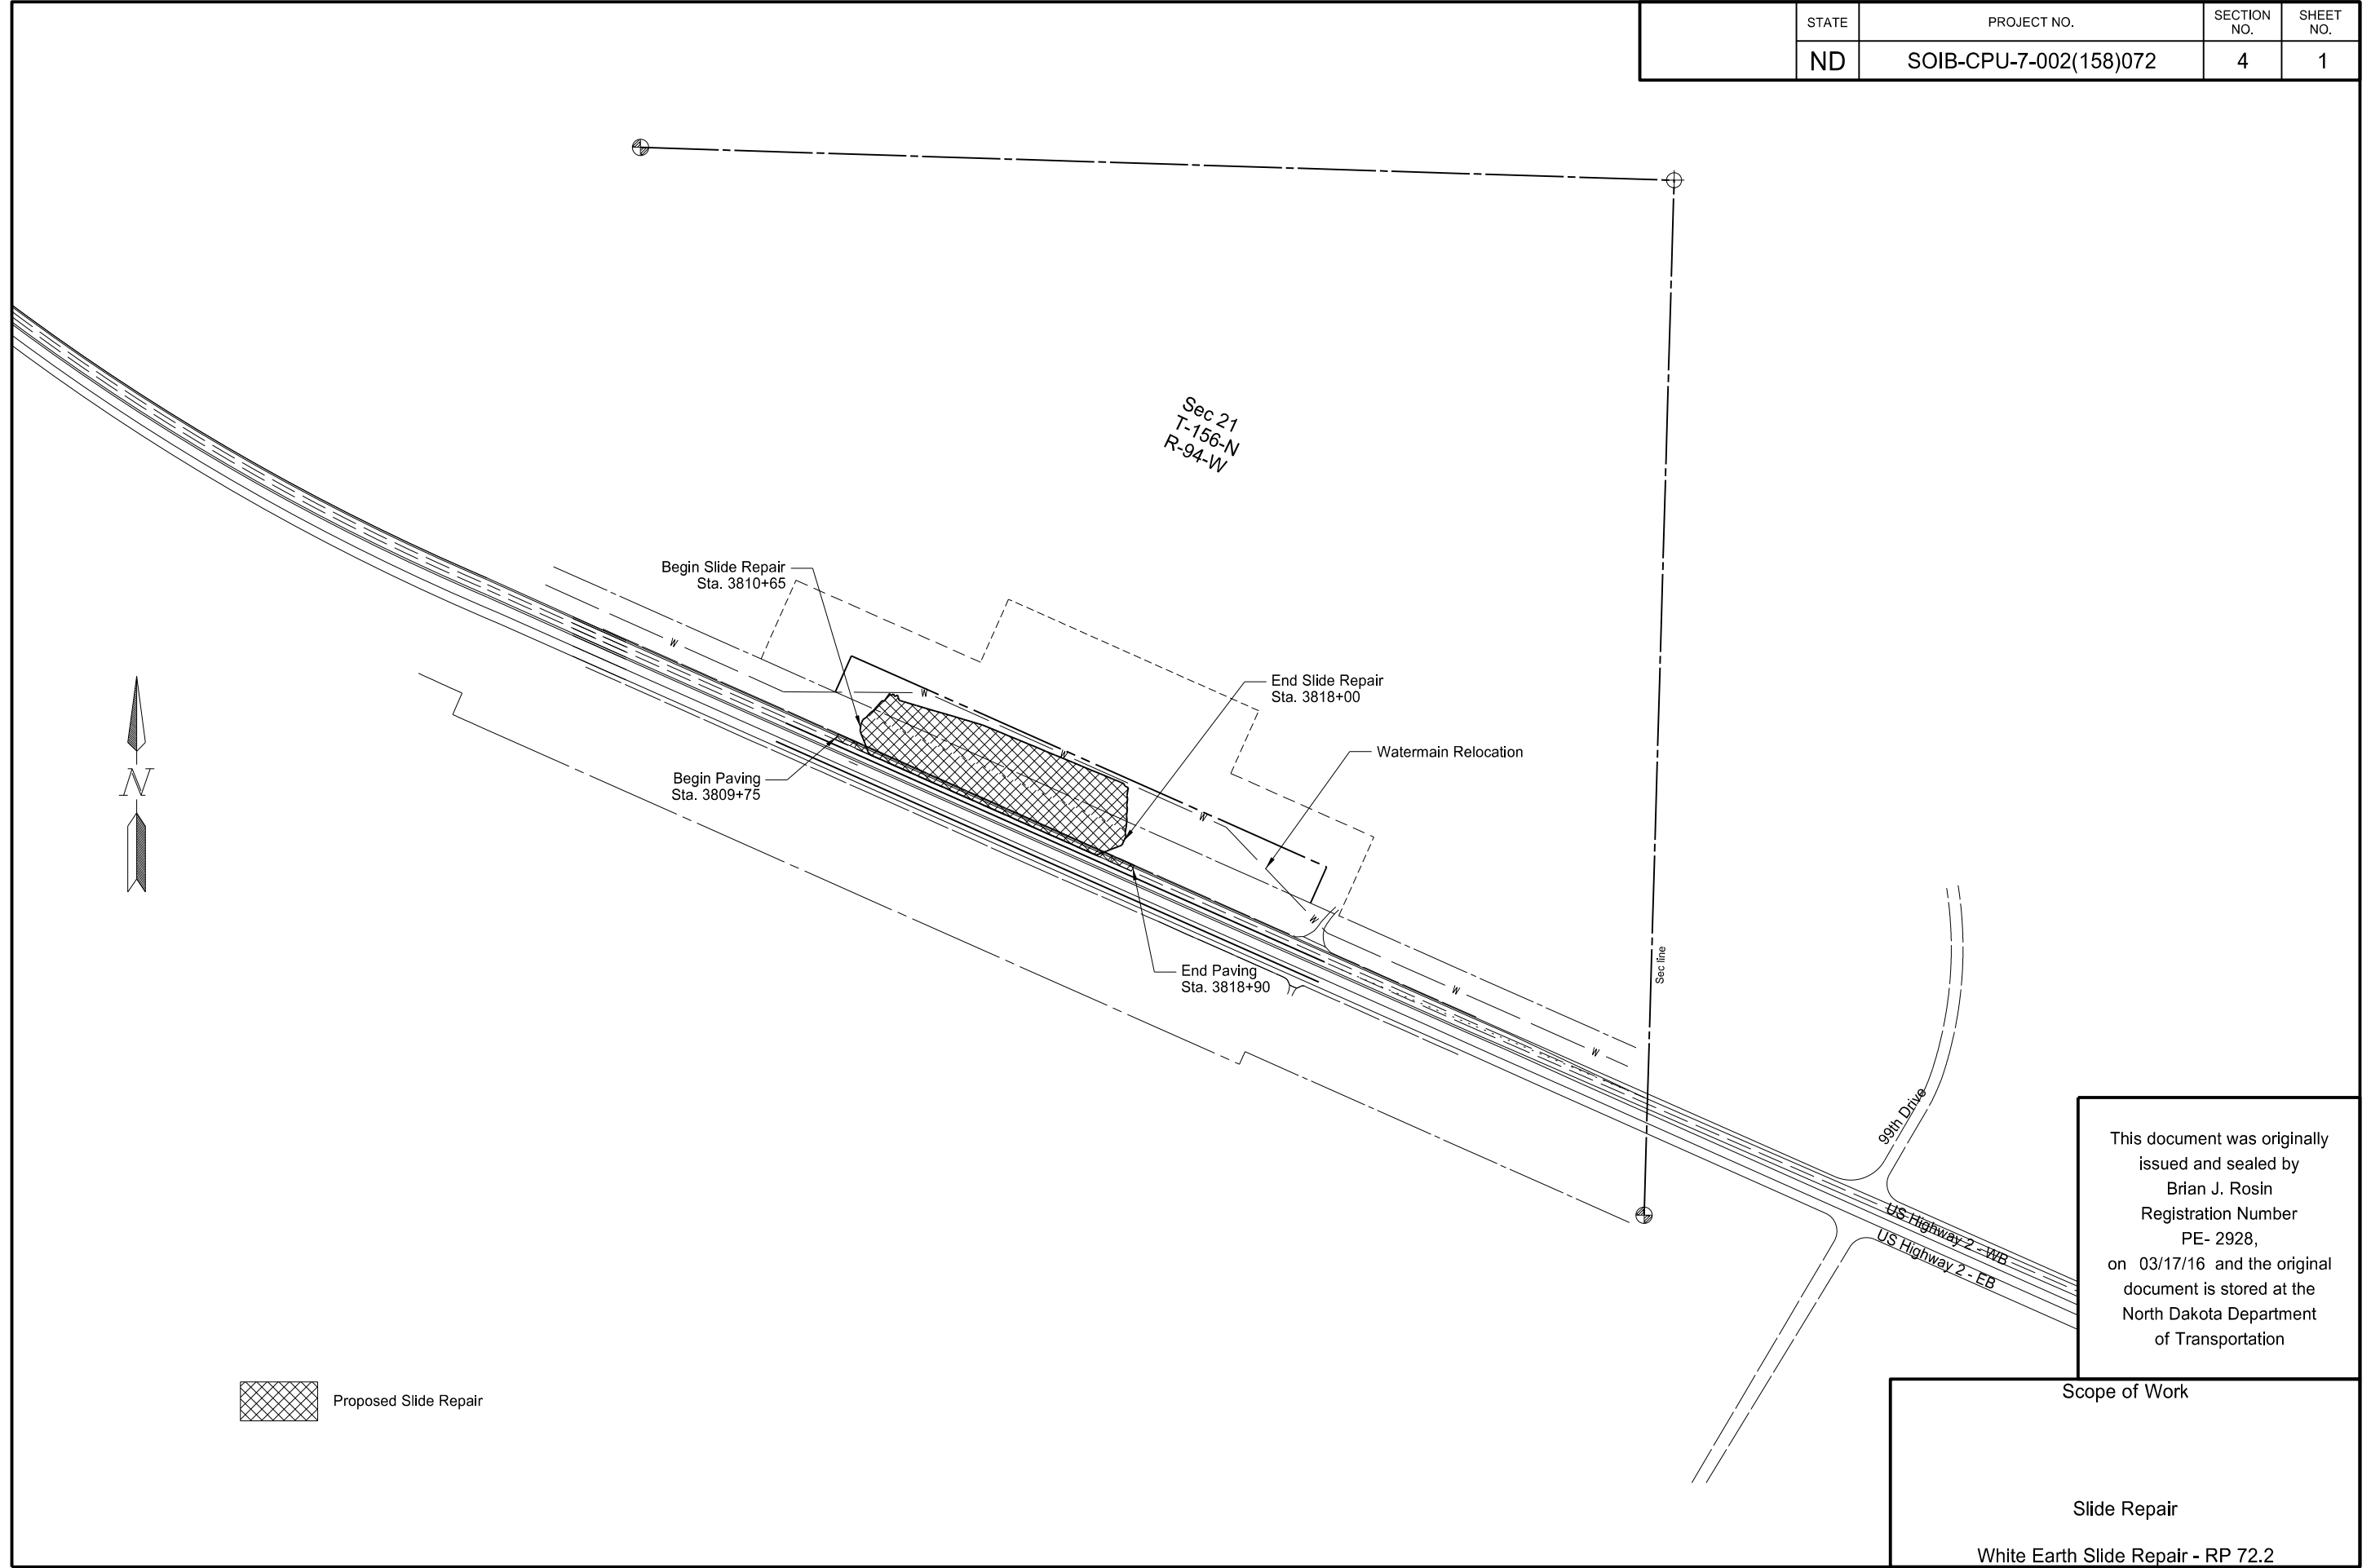 STATE
PROJECT NO.
SECTION
NO.
SHEET
NO.
ND
SOIB-CPU-7-002(158)072
4
1
Sec 21
T-156-N
R-94-W
Begin Slide Repair
Sta. 3810+65
W
W
End Slide Repair
Sta. 3818+00
W
Watermain Relocation
Begin Paving
Sta. 3809+75
W
N
W
End Paving
Sta. 3818+90
Sec line
W
W
99th Drive
US Highway 2 - WB
US Highway 2 - EB
This document was originally
issued and sealed by
Brian J. Rosin
Registration Number
PE- 2928,
on 03/17/16 and the original
document is stored at the
North Dakota Department
of Transportation
Proposed Slide Repair
Scope of Work
Slide Repair
White Earth Slide Repair - RP 72.2